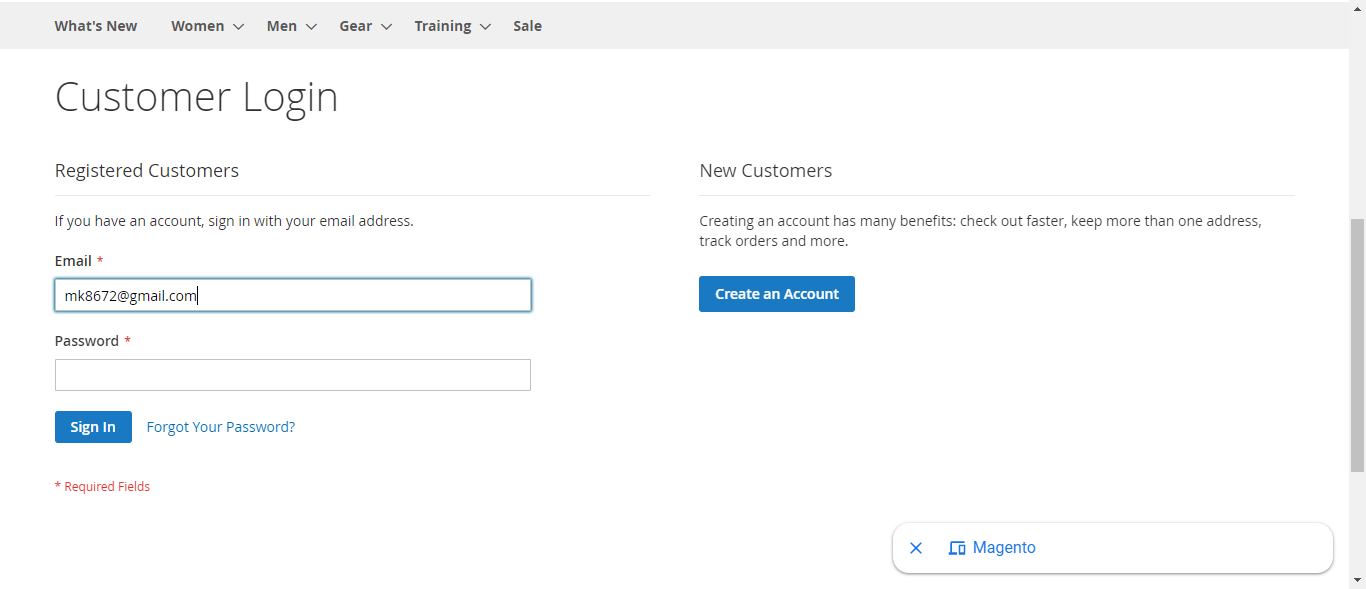 What's New Women Men Gear Training Sale
Customer Login
Registered Customers
If you have an account, sign in with your email address.
Email *
mk8672@gmail.com
Password *
Sign In Forgot Your Password?
* Required Fields
New Customers
Creating an account has many benefits: check out faster, keep more than one address,
track orders and more.
Create an Account
Magento